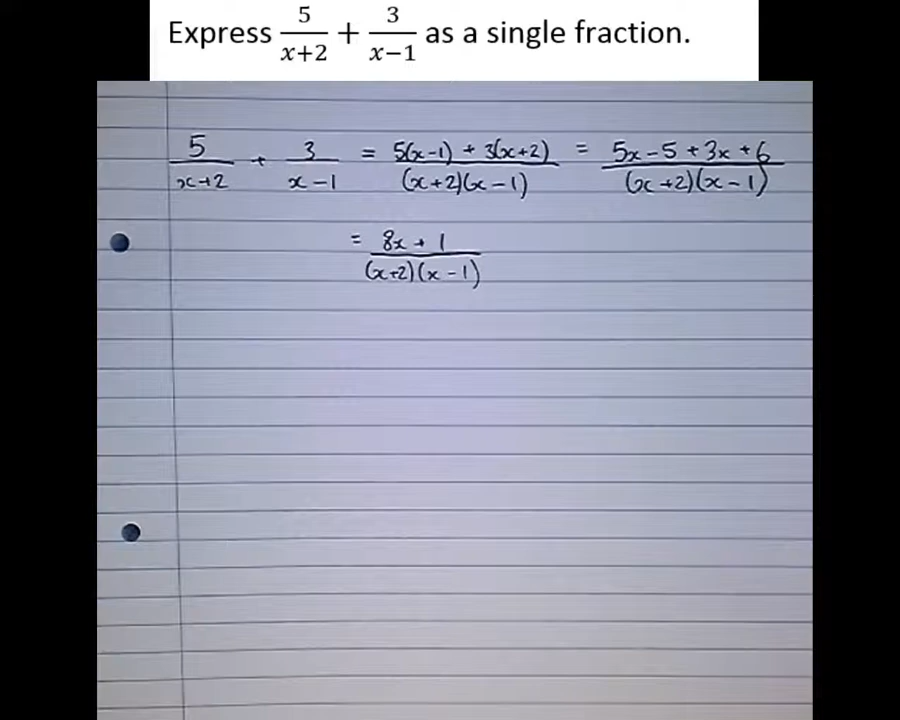 Express 5/(x+2) + 3/(x−1) as a single fraction.
5/(x+2) + 3/(x-1) = (5(x-1) + 3(x+2))/((x+2)(x-1)) = (5x-5+3x+6)/((x+2)(x-1))
= (8x+1)/((x+2)(x-1))